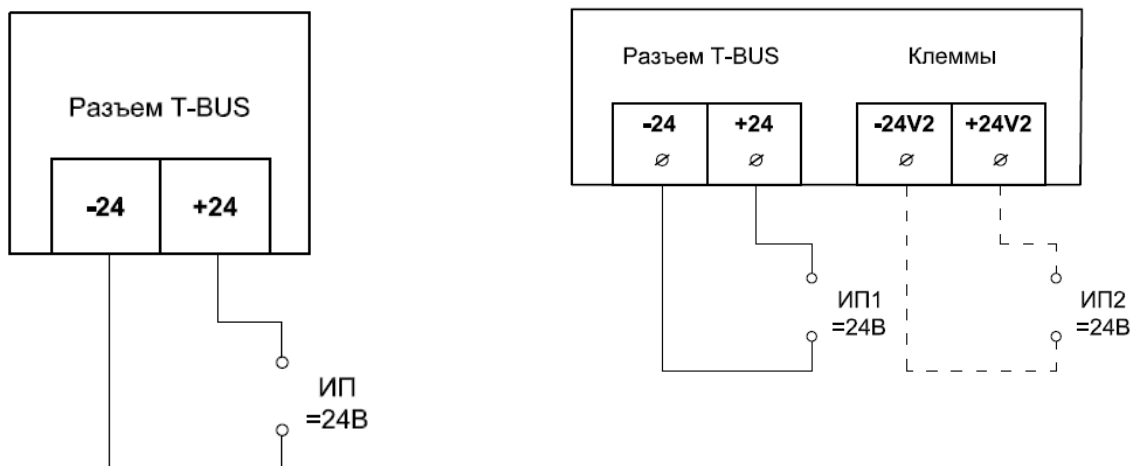 Разъем T-BUS
-24 +24
ИП
=24В
Разъем T-BUS Клеммы
-24 +24 -24V2 +24V2
ИП1
=24В
ИП2
=24В